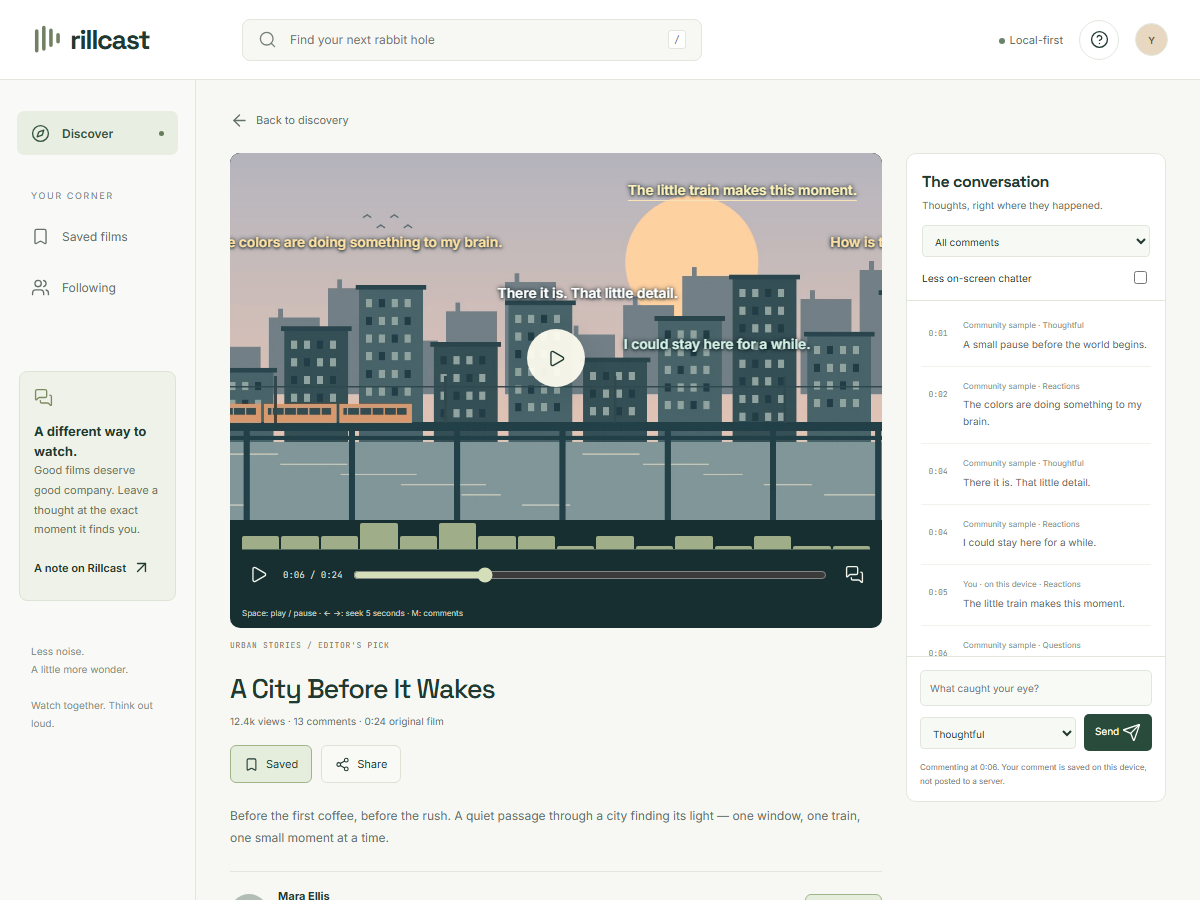 rillcast
Find your next rabbit hole
/
Local-first
Y
Discover
YOUR CORNER
Saved films
Following
A different way to
watch.
Good films deserve
good company. Leave a
thought at the exact
moment it finds you.
A note on Rillcast
Less noise.
A little more wonder.
Watch together. Think out
loud.
Back to discovery
The little train makes this moment.
e colors are doing something to my brain.
How is t
There it is. That little detail.
I could stay here for a while.
0:06 / 0:24
Space: play / pause · ← →: seek 5 seconds · M: comments
URBAN STORIES / EDITOR'S PICK
A City Before It Wakes
12.4k views · 13 comments · 0:24 original film
Saved
Share
Before the first coffee, before the rush. A quiet passage through a city finding its light — one window, one train,
one small moment at a time.
Mara Ellis
The conversation
Thoughts, right where they happened.
All comments
Less on-screen chatter
0:01
Community sample · Thoughtful
A small pause before the world begins.
0:02
Community sample · Reactions
The colors are doing something to my
brain.
0:04
Community sample · Thoughtful
There it is. That little detail.
0:04
Community sample · Reactions
I could stay here for a while.
0:05
You · on this device · Reactions
The little train makes this moment.
0:06
Community sample · Questions
What caught your eye?
Thoughtful
Send
Commenting at 0:06. Your comment is saved on this device,
not posted to a server.